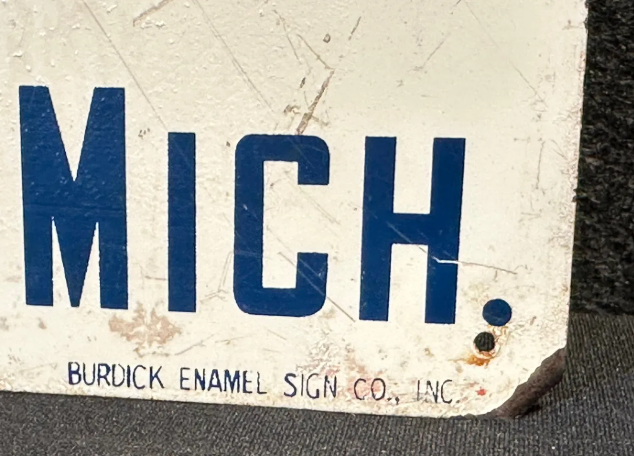 MICH.
BURDICK ENAMEL SIGN CO., INC.